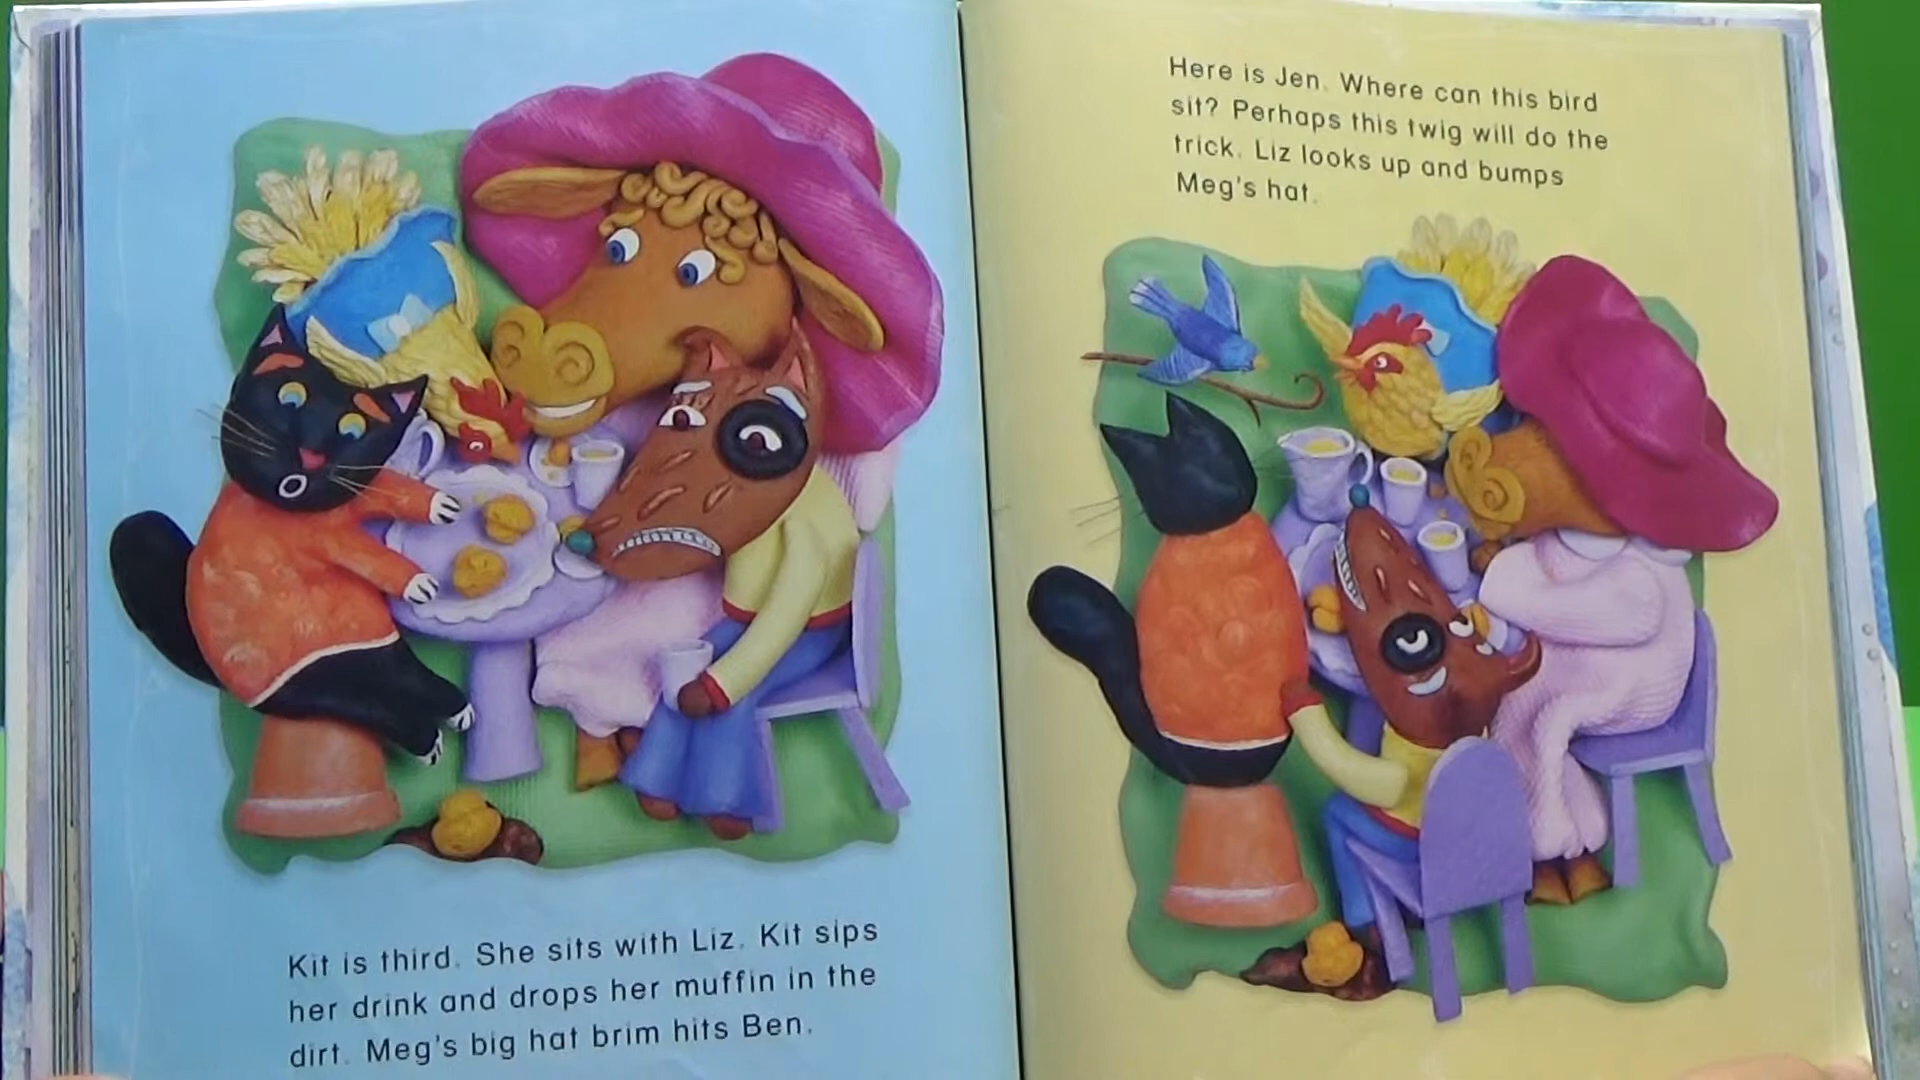 Kit is third. She sits with Liz. Kit sips
her drink and drops her muffin in the
dirt. Meg's big hat brim hits Ben.
Here is Jen. Where can this bird
sit? Perhaps this twig will do the
trick. Liz looks up and bumps
Meg's hat.